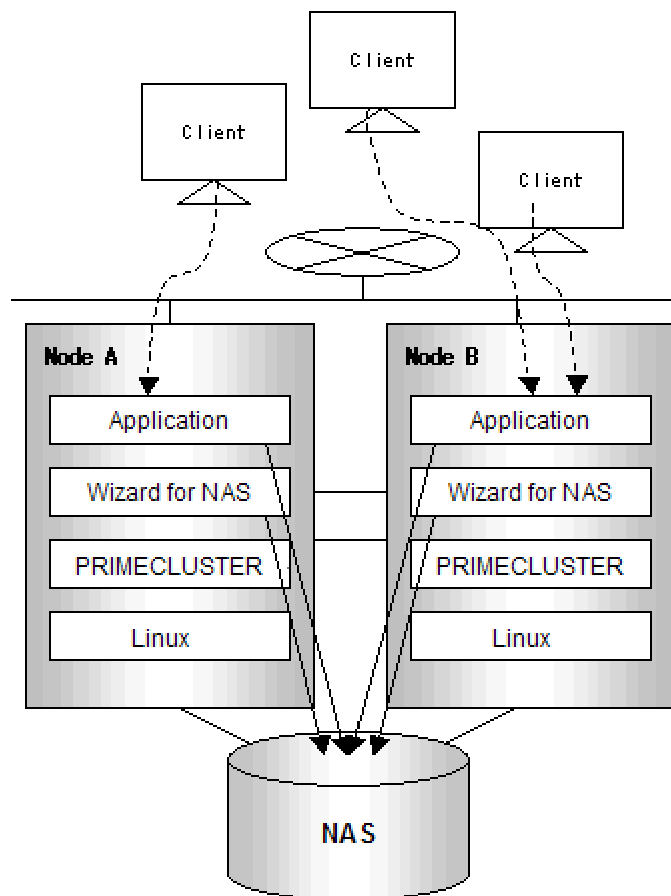 Client
Client
Client
Node A
Application
Wizard for NAS
PRIMECLUSTER
Linux
Node B
Application
Wizard for NAS
PRIMECLUSTER
Linux
NAS